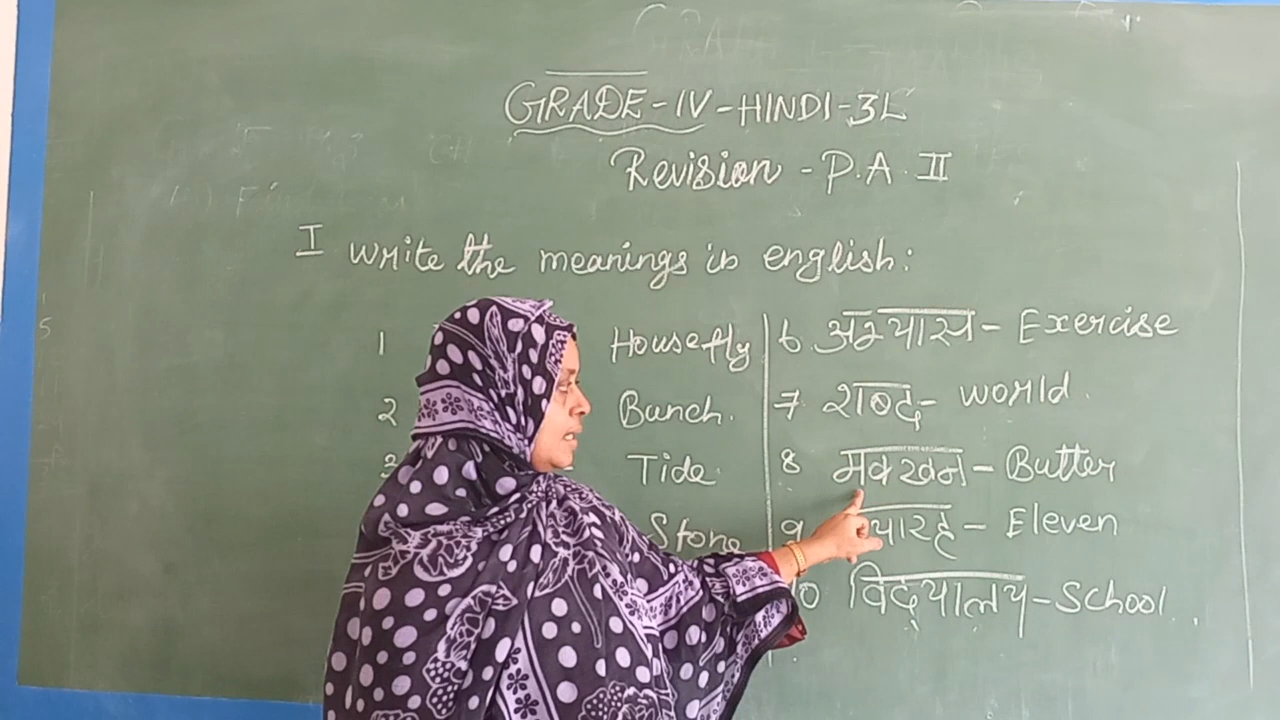 GRADE-IV-HINDI-3L
Revision - P.A. II
I Write the meanings in english:
1 Housefly
2 Bunch.
Tide
Stone
6 अभ्यास - Exercise
7 शब्द - World.
8 मक्खन - Butter
9 यारह - Eleven
10 विद्यालय - School